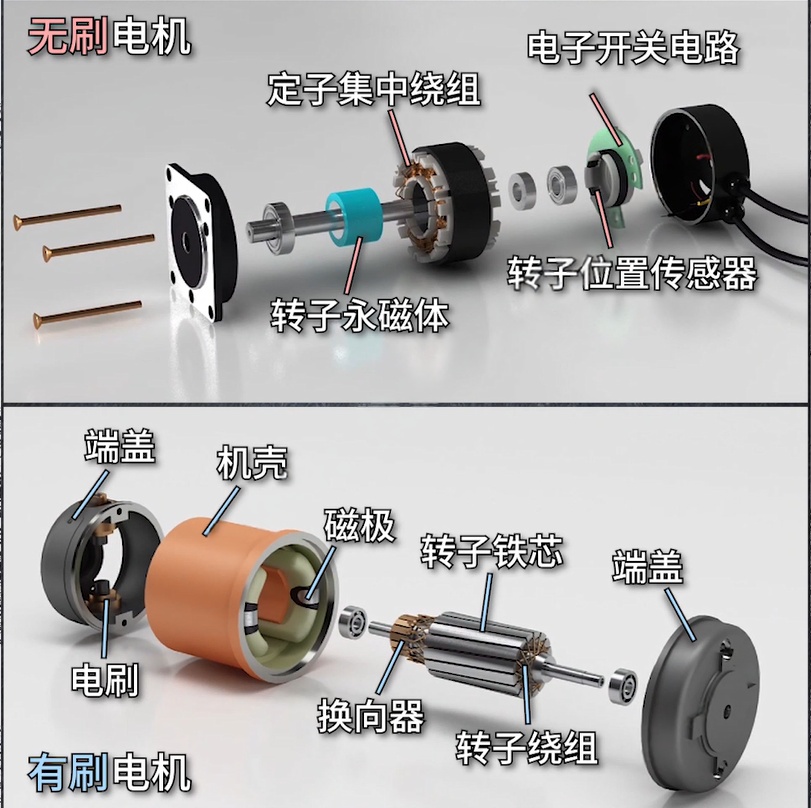 无刷电机
电子开关电路
定子集中绕组
转子位置传感器
转子永磁体
端盖
机壳
磁极
转子铁芯
端盖
电刷
换向器
转子绕组
有刷电机